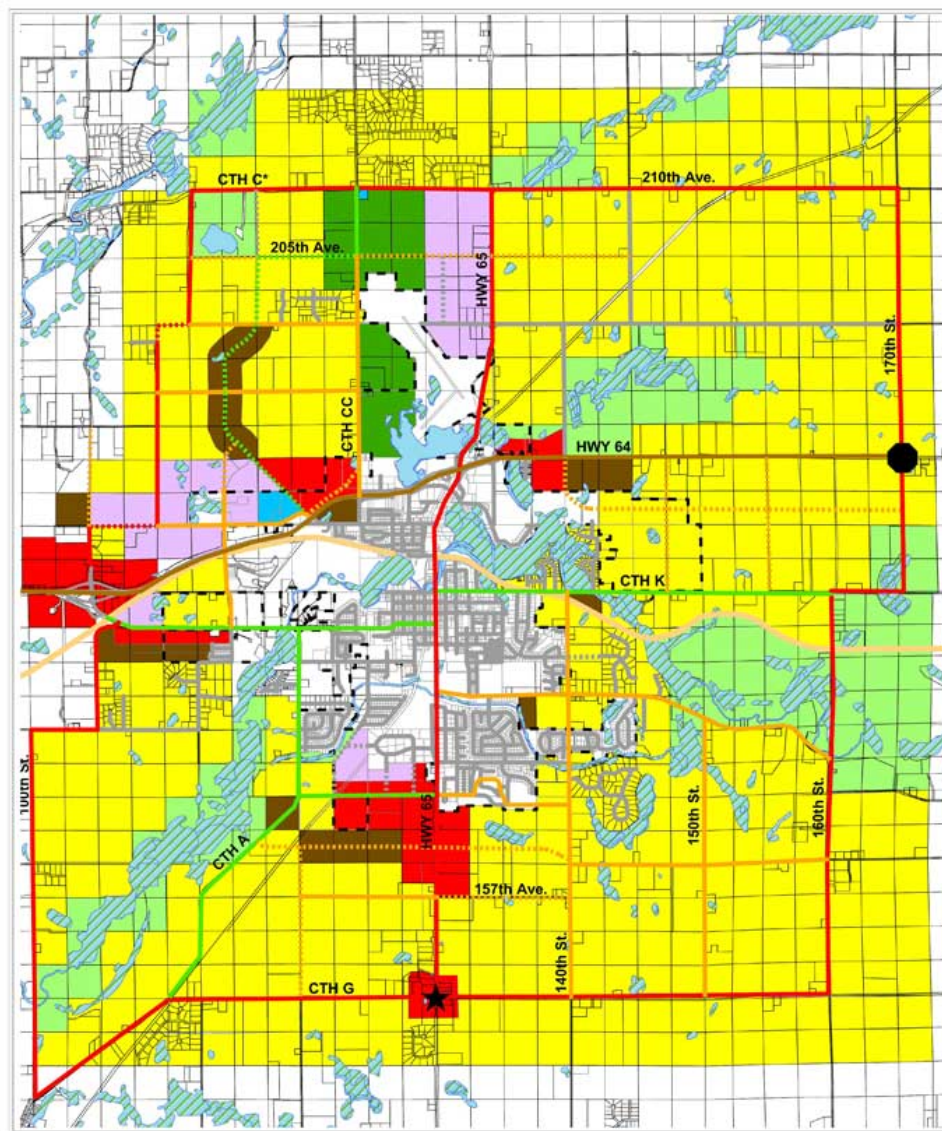 CTH C*
210th Ave.
205th Ave.
HWY 65
170th St.
CTH CC
HWY 64
CTH K
100th St.
HWY 65
150th St.
160th St.
CTH A
157th Ave.
140th St.
CTH G